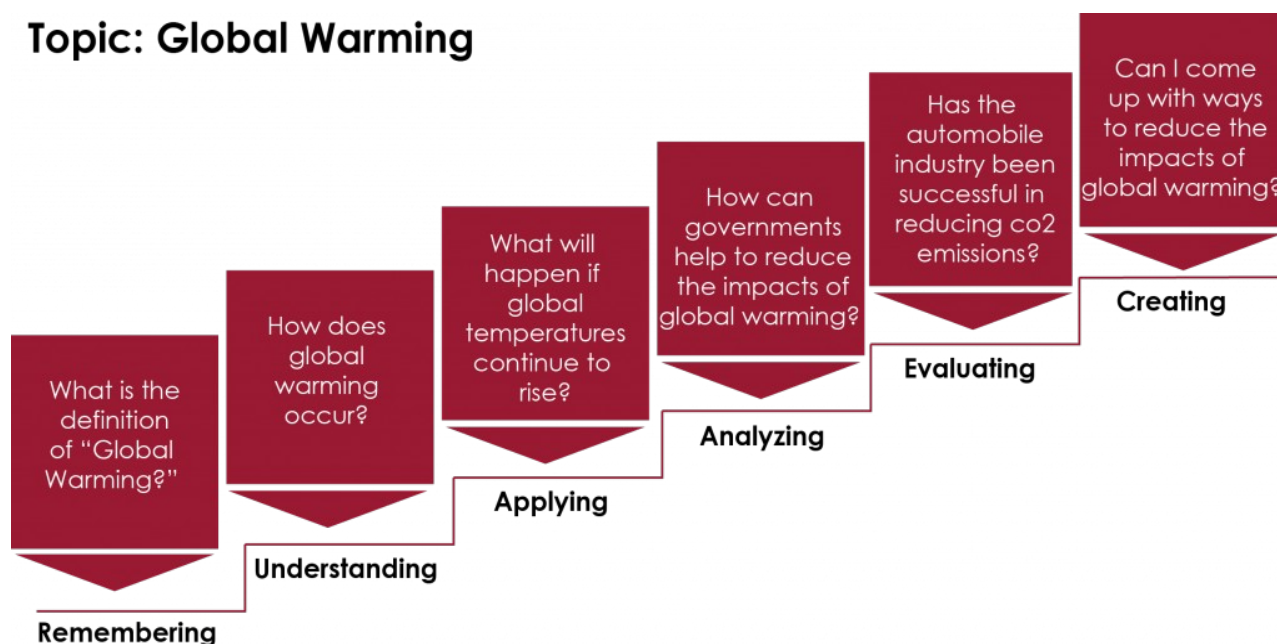 Topic: Global Warming
What is the
definition
of “Global
Warming?”
Remembering
How does
global
warming
occur?
Understanding
What will
happen if
global
temperatures
continue to
rise?
Applying
How can
governments
help to reduce
the impacts of
global warming?
Analyzing
Has the
automobile
industry been
successful in
reducing co2
emissions?
Evaluating
Can I come
up with ways
to reduce the
impacts of
global warming?
Creating